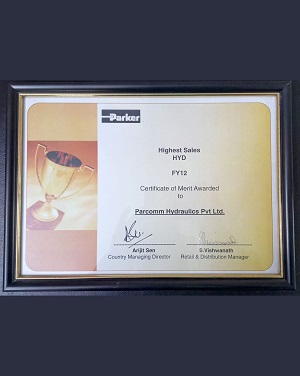 Parker
Highest Sales
HYD
FY12
Certificate of Merit Awarded
to
Parcomm Hydraulics Pvt Ltd.
Arijit Sen
S.Vishwanath
Country Managing Director
Retail & Distribution Manager